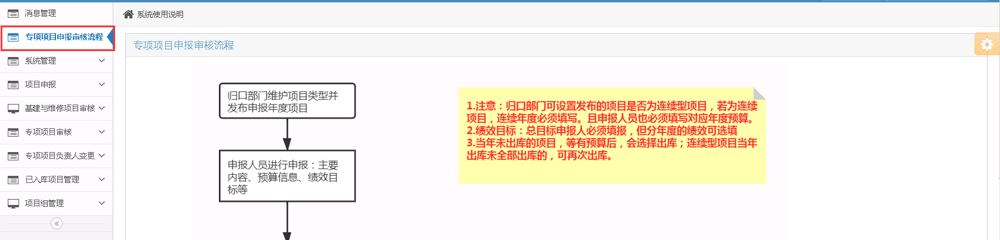 消息管理
专项项目申报审核流程
系统管理
项目申报
基建与维修项目审核
专项项目审核
专项项目负责人变更
已入库项目管理
项目组管理
系统使用说明
专项项目申报审核流程
归口部门维护项目类型并
发布申报年度项目
申报人员进行申报：主要
内容、预算信息、绩效目
标等
1.注意：归口部门可设置发布的项目是否为连续型项目，若为连续
项目，连续年度必须填写。且申报人员也必须填写对应年度预算。
2.绩效目标：总目标申报人必须填报，但分年度的绩效可选填
3.当年未出库的项目，等有预算后，会选择出库；连续型项目当年
出库未全部出库的，可再次出库。